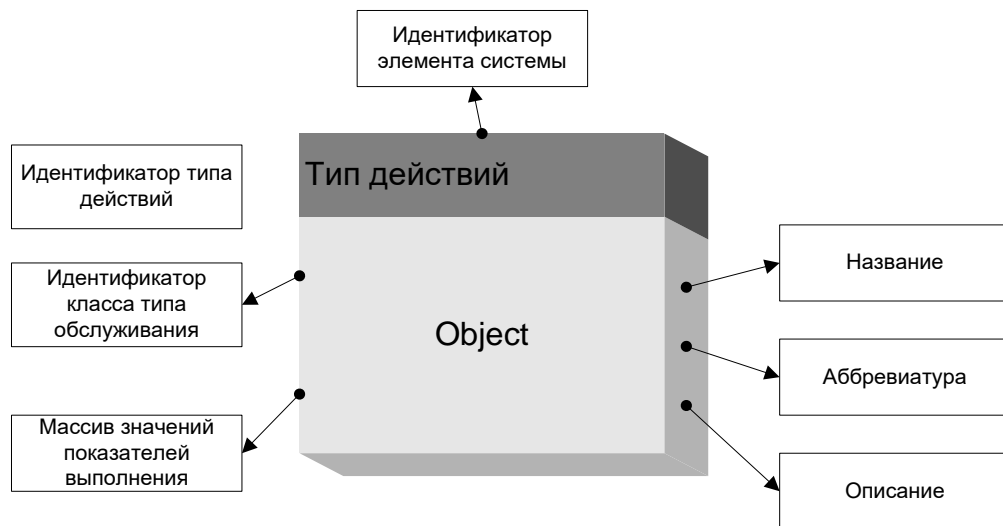 Идентификатор
элемента системы
Тип действий
Идентификатор типа
действий
Идентификатор
класса типа
обслуживания
Object
Название
Аббревиатура
Массив значений
показателей
выполнения
Описание